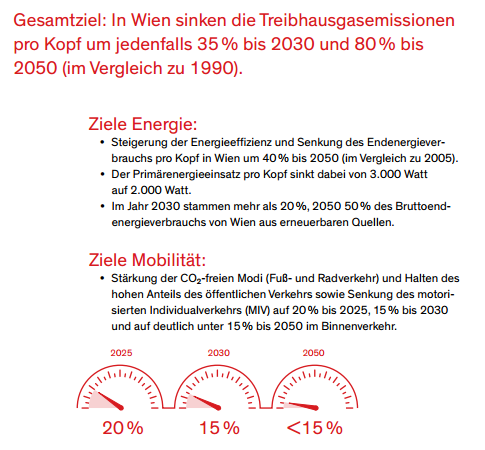 Gesamtziel: In Wien sinken die Treibhausgasemissionen
pro Kopf um jedenfalls 35 % bis 2030 und 80 % bis
2050 (im Vergleich zu 1990).
Ziele Energie:
• Steigerung der Energieeffizienz und Senkung des Endenergiever-
brauchs pro Kopf in Wien um 40 % bis 2050 (im Vergleich zu 2005).
• Der Primärenergieeinsatz pro Kopf sinkt dabei von 3.000 Watt
auf 2.000 Watt.
• Im Jahr 2030 stammen mehr als 20 %, 2050 50 % des Bruttoend-
energieverbrauchs von Wien aus erneuerbaren Quellen.
Ziele Mobilität:
• Stärkung der CO₂-freien Modi (Fuß- und Radverkehr) und Halten des
hohen Anteils des öffentlichen Verkehrs sowie Senkung des motori-
sierten Individualverkehrs (MIV) auf 20 % bis 2025, 15 % bis 2030
und auf deutlich unter 15 % bis 2050 im Binnenverkehr.
2025 2030 2050
20 % 15 % <15 %